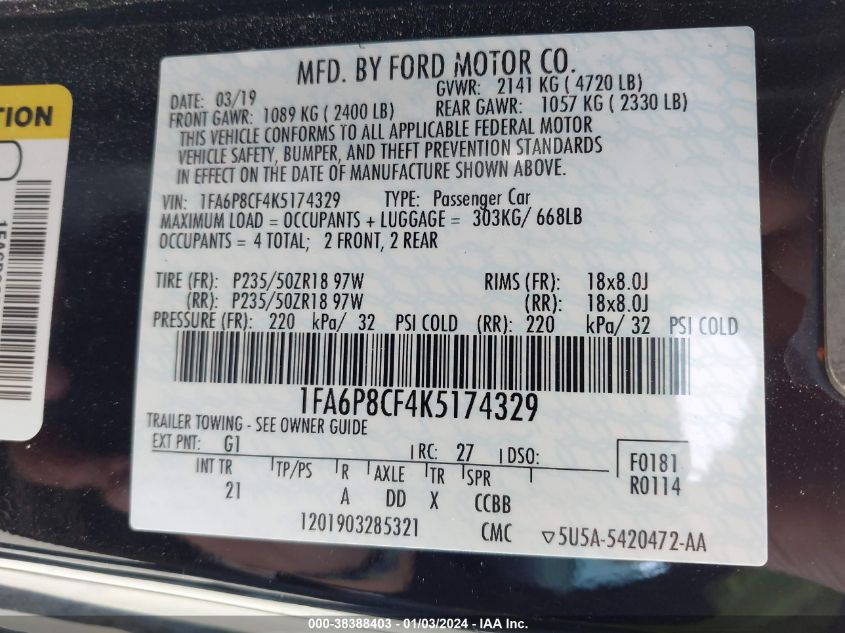 TION
MFD. BY FORD MOTOR CO.
DATE: 03/19 GVWR: 2141 KG ( 4720 LB)
FRONT GAWR: 1089 KG ( 2400 LB) REAR GAWR: 1057 KG ( 2330 LB)
THIS VEHICLE CONFORMS TO ALL APPLICABLE FEDERAL MOTOR
VEHICLE SAFETY, BUMPER, AND THEFT PREVENTION STANDARDS
IN EFFECT ON THE DATE OF MANUFACTURE SHOWN ABOVE.
VIN: 1FA6P8CF4K5174329 TYPE: Passenger Car
MAXIMUM LOAD = OCCUPANTS + LUGGAGE = 303KG/ 668LB
OCCUPANTS = 4 TOTAL; 2 FRONT, 2 REAR
TIRE (FR): P235/50ZR18 97W RIMS (FR): 18x8.0J
(RR): P235/50ZR18 97W (RR): 18x8.0J
PRESSURE (FR): 220 kPa/ 32 PSI COLD (RR): 220 kPa/ 32 PSI COLD
1FA6P8CF4K5174329
TRAILER TOWING - SEE OWNER GUIDE
EXT PNT: G1 RC: 27 DSO: F0181
INT TR TP/PS R AXLE TR SPR R0114
21 A DD X CCBB
1201903285321 CMC ▽5U5A-5420472-AA
000-38388403 - 01/03/2024 - IAA Inc.